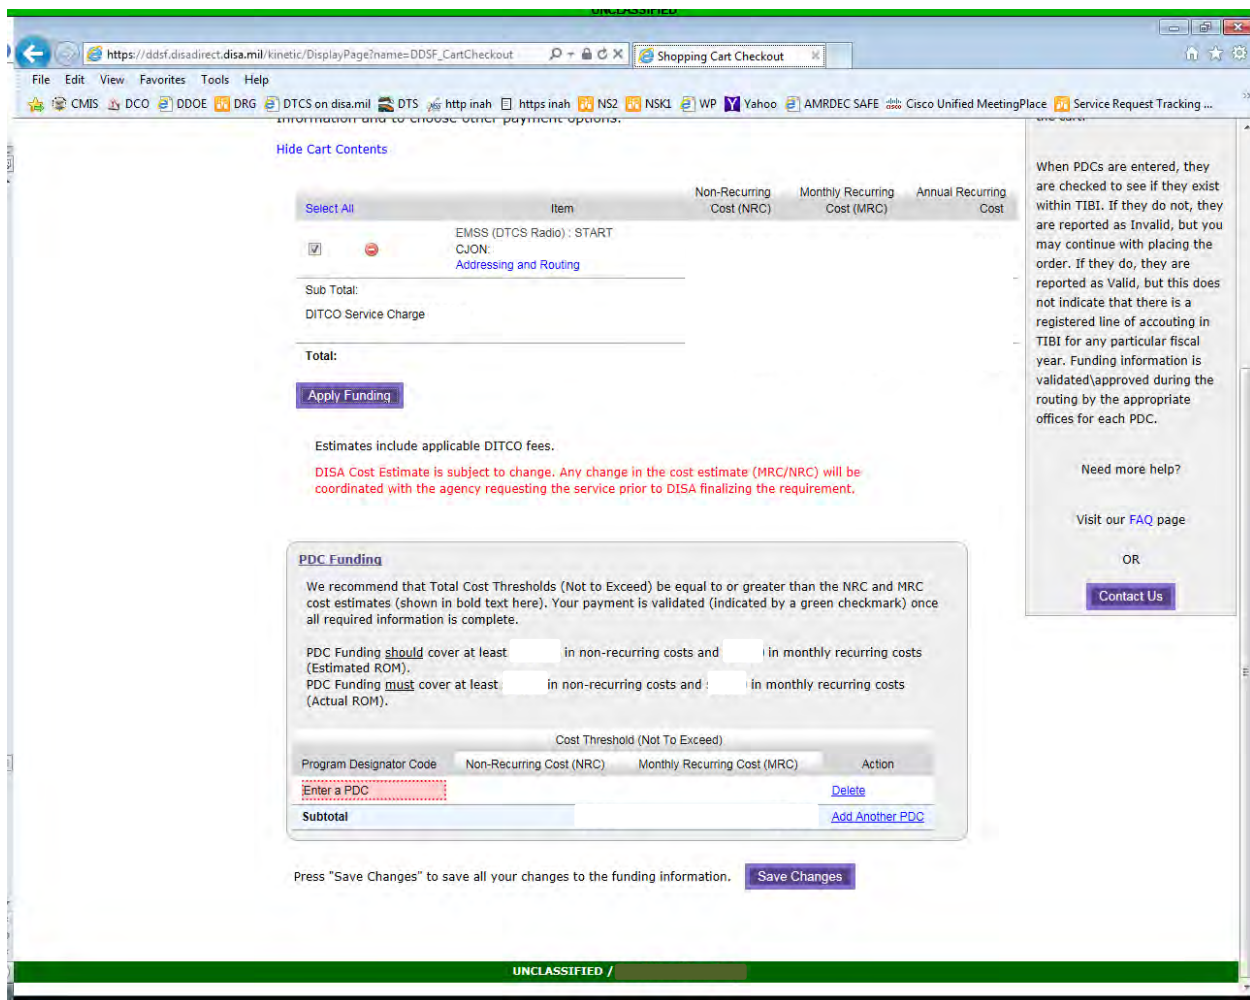 UNCLASSIFIED
https://ddsf.disadirect.disa.mil/kinetic/DisplayPage?name=DDSF_CartCheckout
Shopping Cart Checkout
File Edit View Favorites Tools Help
CMIS DCO DDOE DRG DTCS on disa.mil DTS http inah https inah NS2 NSK1 WP Yahoo AMRDEC SAFE Cisco Unified MeetingPlace Service Request Tracking ...
information and to choose other payment options.
Hide Cart Contents
Select All Item Non-Recurring Cost (NRC) Monthly Recurring Cost (MRC) Annual Recurring Cost
EMSS (DTCS Radio) : START
CJON:
Addressing and Routing
Sub Total:
DITCO Service Charge
Total:
Apply Funding
Estimates include applicable DITCO fees.
DISA Cost Estimate is subject to change. Any change in the cost estimate (MRC/NRC) will be
coordinated with the agency requesting the service prior to DISA finalizing the requirement.
PDC Funding
We recommend that Total Cost Thresholds (Not to Exceed) be equal to or greater than the NRC and MRC
cost estimates (shown in bold text here). Your payment is validated (indicated by a green checkmark) once
all required information is complete.
PDC Funding should cover at least in non-recurring costs and in monthly recurring costs
(Estimated ROM).
PDC Funding must cover at least in non-recurring costs and in monthly recurring costs
(Actual ROM).
Cost Threshold (Not To Exceed)
Program Designator Code Non-Recurring Cost (NRC) Monthly Recurring Cost (MRC) Action
Enter a PDC Delete
Subtotal Add Another PDC
Press "Save Changes" to save all your changes to the funding information. Save Changes
the cart.
When PDCs are entered, they
are checked to see if they exist
within TIBI. If they do not, they
are reported as Invalid, but you
may continue with placing the
order. If they do, they are
reported as Valid, but this does
not indicate that there is a
registered line of accouting in
TIBI for any particular fiscal
year. Funding information is
validated\approved during the
routing by the appropriate
offices for each PDC.
Need more help?
Visit our FAQ page
OR
Contact Us
UNCLASSIFIED /